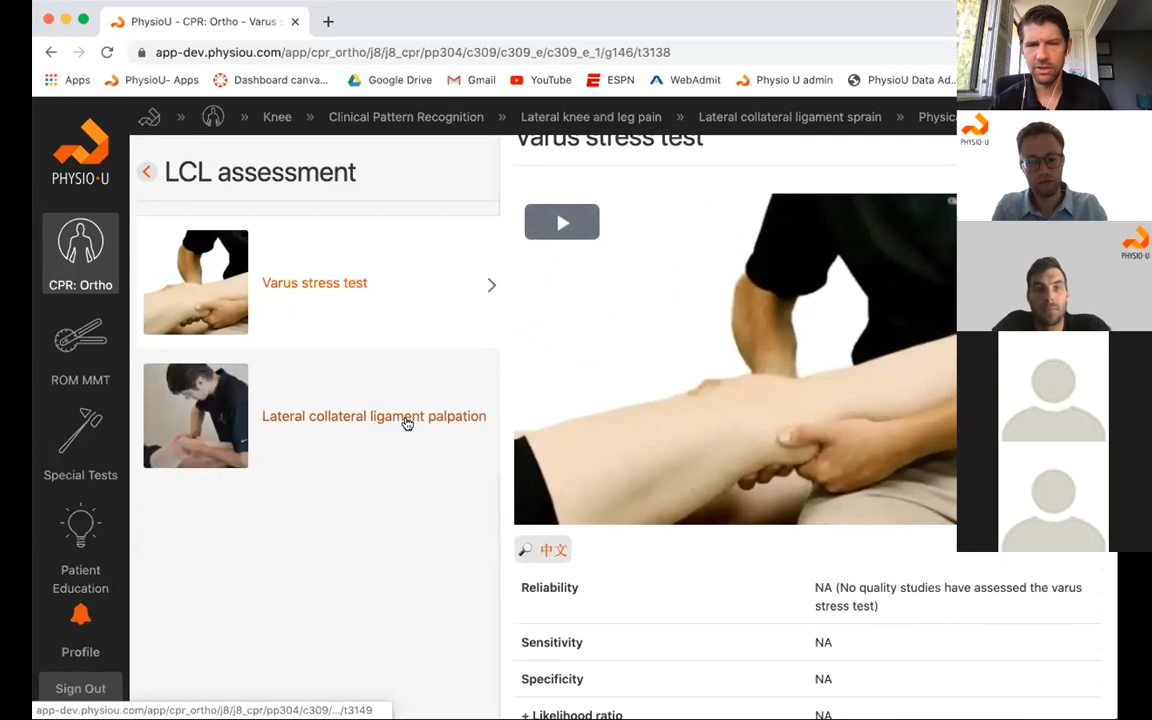 PhysioU - CPR: Ortho - Varus s
app-dev.physiou.com/app/cpr_ortho/j8/j8_cpr/pp304/c309/c309_e/c309_e_1/g146/t3138
Apps
PhysioU- Apps
Dashboard canva...
Google Drive
Gmail
YouTube
ESPN
WebAdmit
Physio U admin
PhysioU Data Ad..
» » Knee » Clinical Pattern Recognition » Lateral knee and leg pain » Lateral collateral ligament sprain » Physic
PHYSIO·U
CPR: Ortho
ROM MMT
Special Tests
Patient
Education
Profile
Sign Out
LCL assessment
Varus stress test
Lateral collateral ligament palpation
Varus stress test
中文
Reliability
NA (No quality studies have assessed the varus
stress test)
Sensitivity
NA
Specificity
NA
+ Likelihood ratio
NA
app-dev.physiou.com/app/cpr_ortho/j8/j8_cpr/pp304/c309/.../t3149
PHYSIO·U
PHYSIO·U